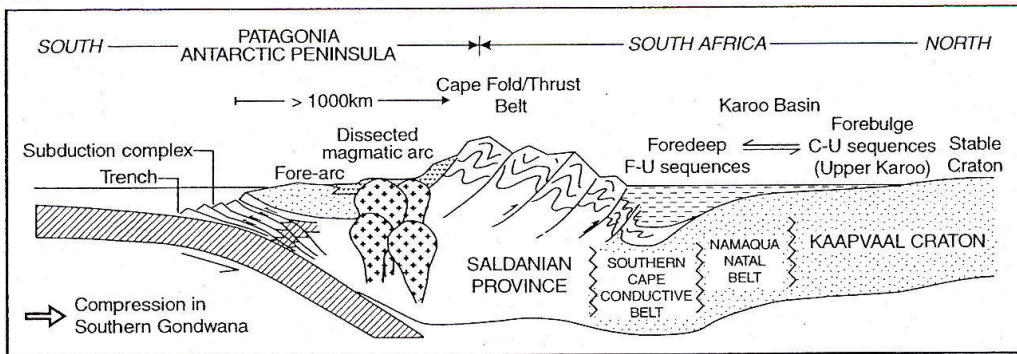 SOUTH
PATAGONIA
ANTARCTIC PENINSULA
SOUTH AFRICA
NORTH
> 1000km
Cape Fold/Thrust
Belt
Karoo Basin
Dissected
magmatic arc
Foredeep
F-U sequences
Forebulge
C-U sequences
(Upper Karoo)
Stable
Craton
Subduction complex
Trench
Fore-arc
SALDANIAN
PROVINCE
SOUTHERN
CAPE
CONDUCTIVE
BELT
NAMAQUA
NATAL
BELT
KAAPVAAL CRATON
Compression in
Southern Gondwana